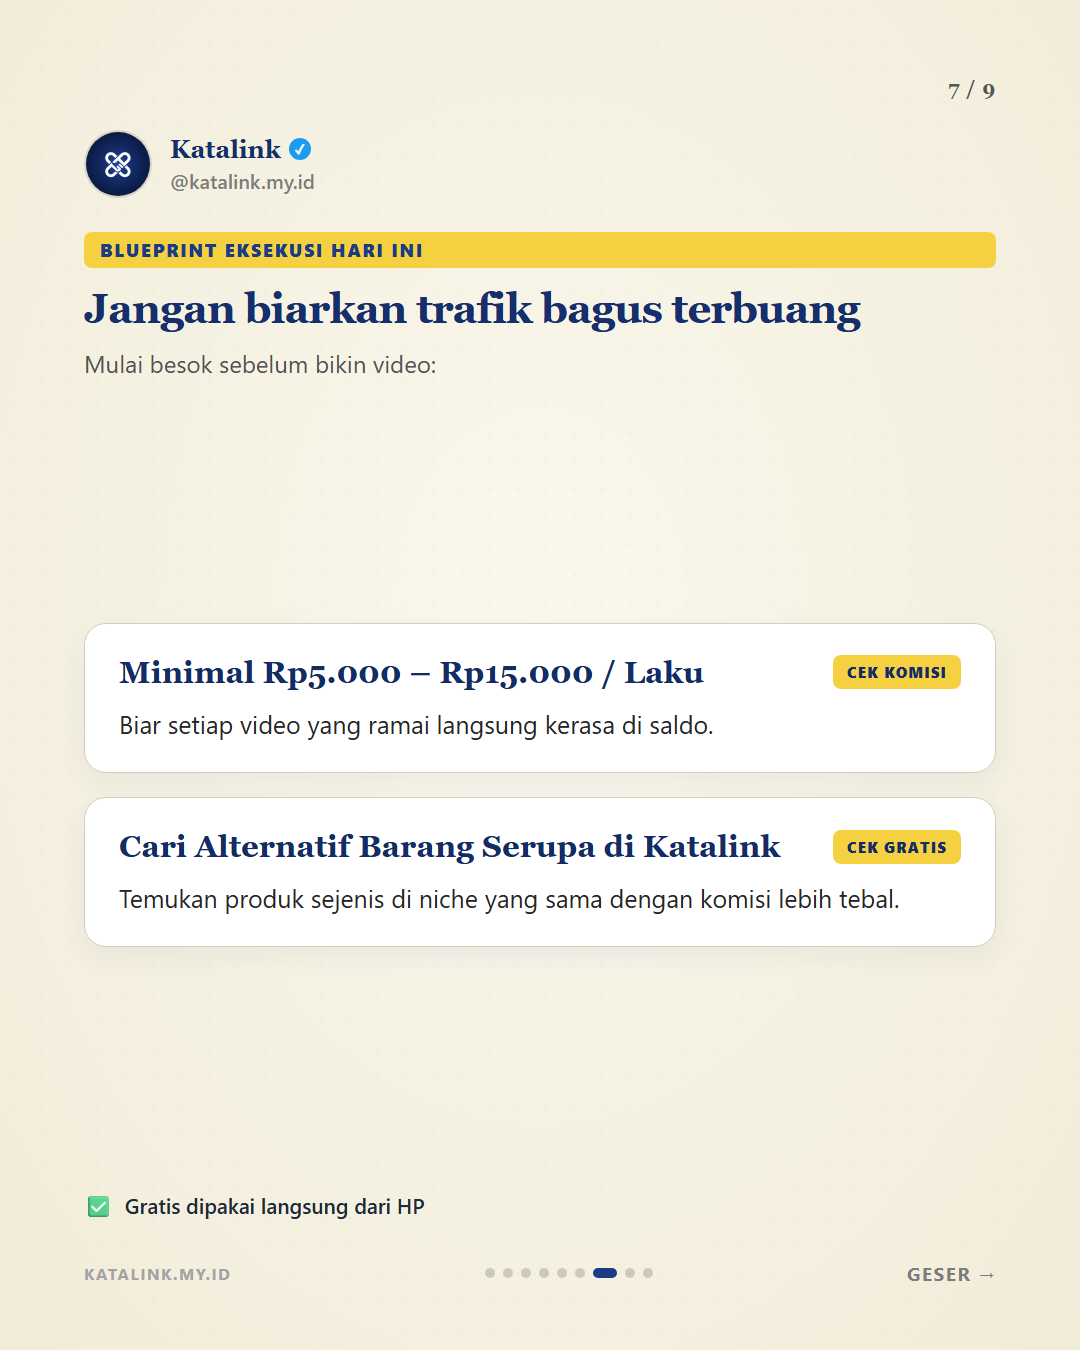 7 / 9
Katalink
@katalink.my.id
BLUEPRINT EKSEKUSI HARI INI
Jangan biarkan trafik bagus terbuang
Mulai besok sebelum bikin video:
Minimal Rp5.000 – Rp15.000 / Laku
CEK KOMISI
Biar setiap video yang ramai langsung kerasa di saldo.
Cari Alternatif Barang Serupa di Katalink
CEK GRATIS
Temukan produk sejenis di niche yang sama dengan komisi lebih tebal.
✅ Gratis dipakai langsung dari HP
KATALINK.MY.ID
GESER →